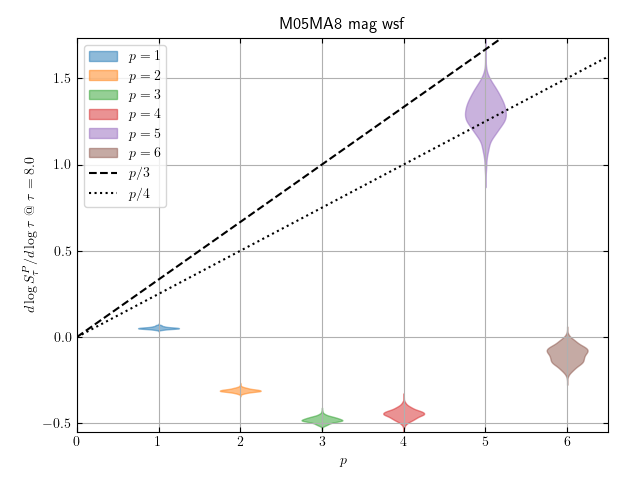 M05MA8 mag wsf
d log S_τ^p / d log τ @ τ = 8.0
1.5
1.0
0.5
0.0
−0.5
p = 1
p = 2
p = 3
p = 4
p = 5
p = 6
p/3
p/4
0 1 2 3 4 5 6
p